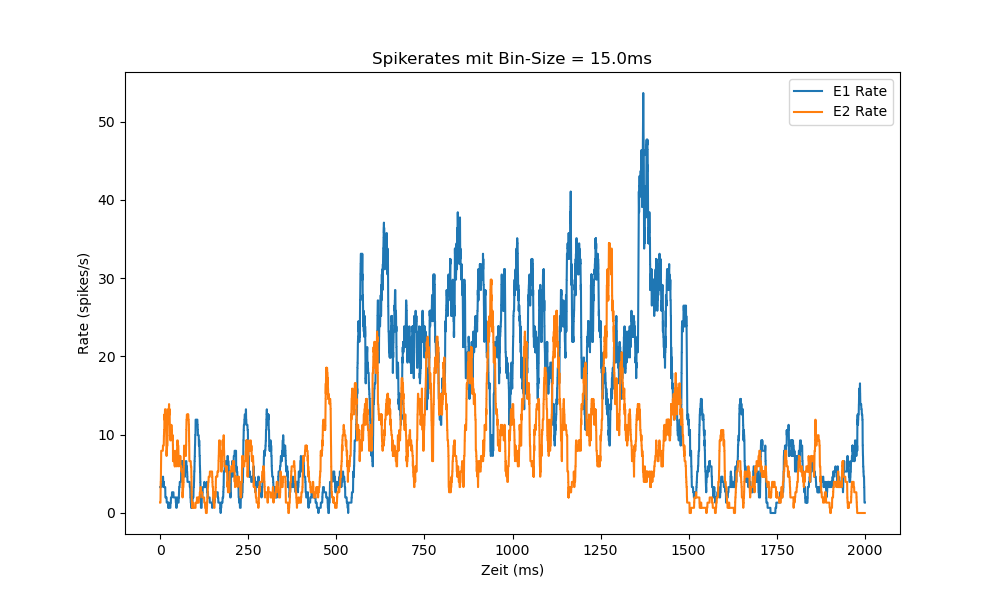 Spikerates mit Bin-Size = 15.0ms
E1 Rate
E2 Rate
50
40
30
20
10
0
Rate (spikes/s)
0 250 500 750 1000 1250 1500 1750 2000
Zeit (ms)